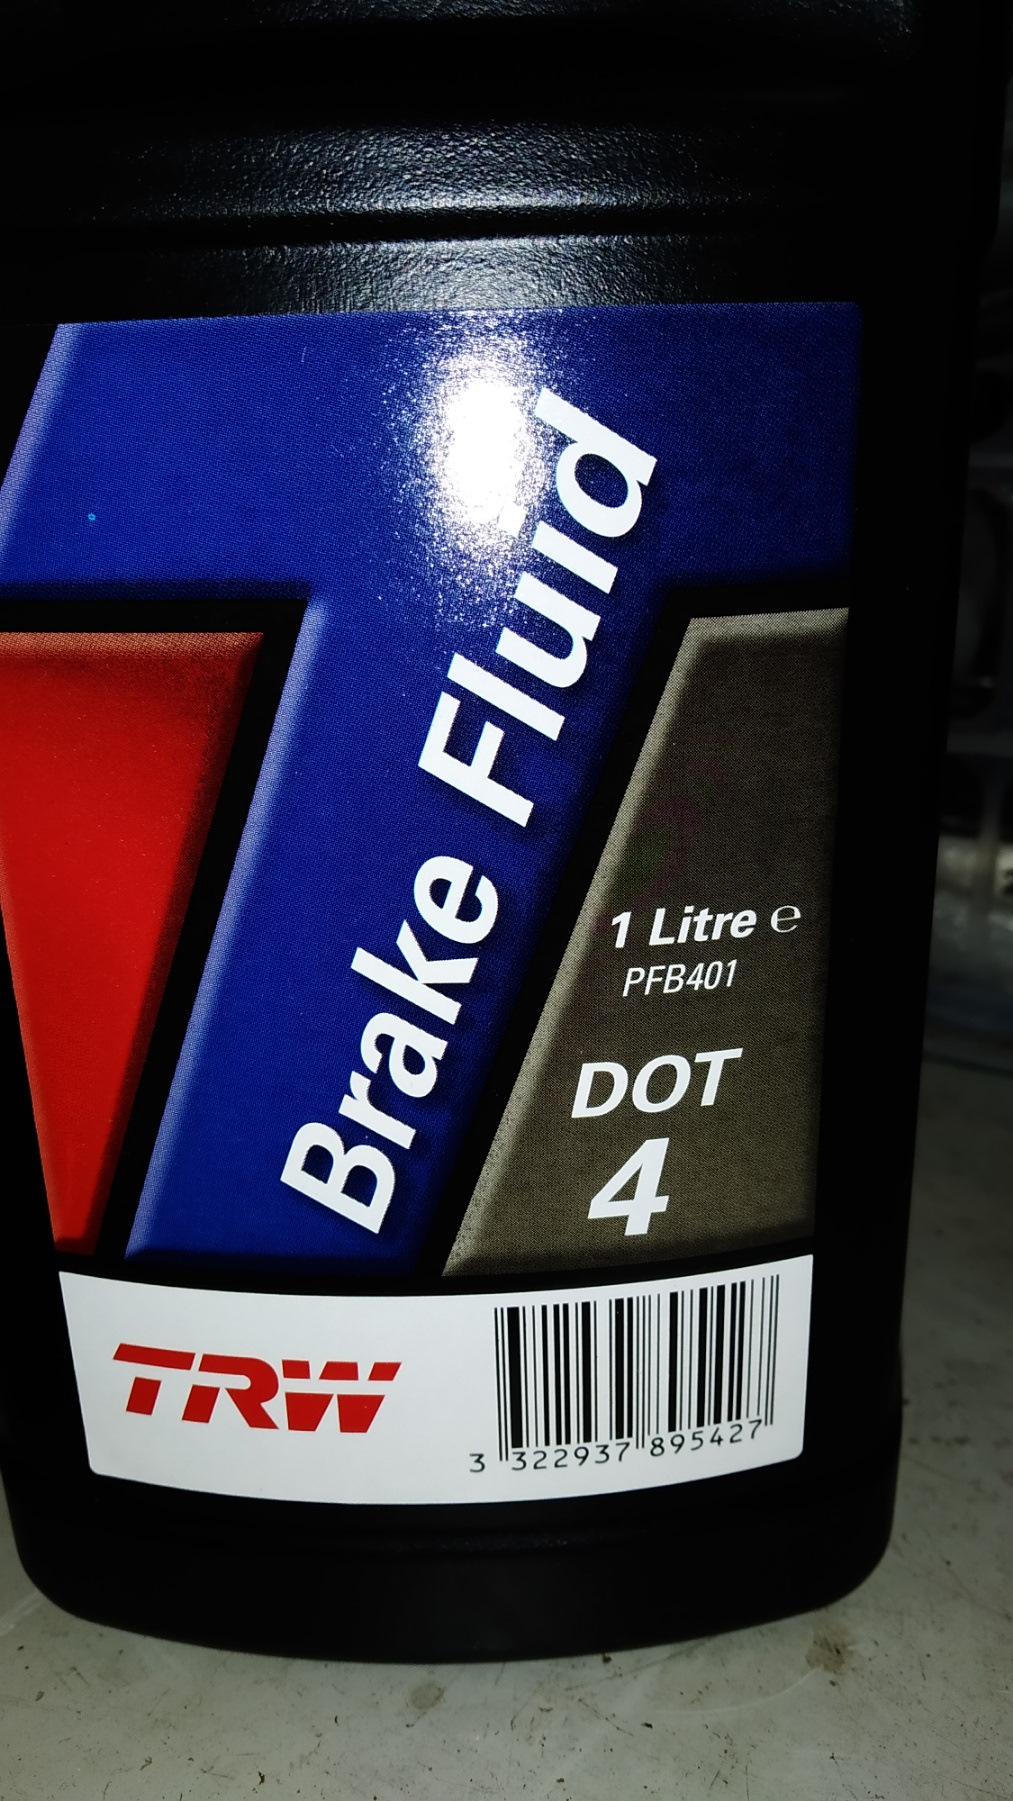 Brake Fluid
1 Litre ℮
PFB401
DOT
4
TRW
3 322937 895427